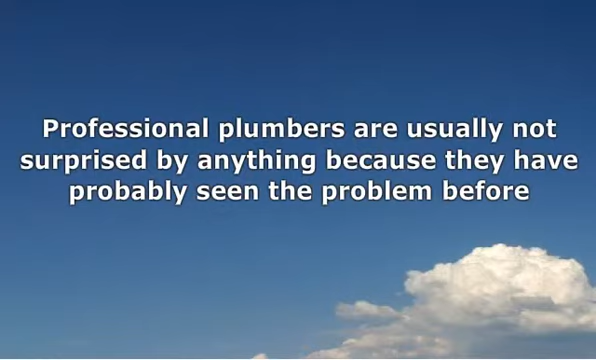 Professional plumbers are usually not
surprised by anything because they have
probably seen the problem before